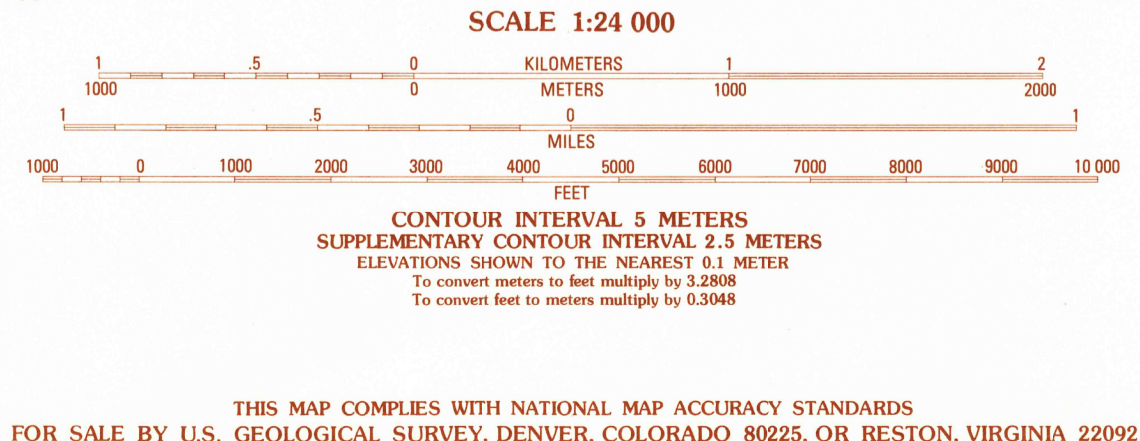 SCALE 1:24 000
1 .5 0 KILOMETERS 1 2
1000 0 METERS 1000 2000
1 .5 0 1
MILES
1000 0 1000 2000 3000 4000 5000 6000 7000 8000 9000 10 000
FEET
CONTOUR INTERVAL 5 METERS
SUPPLEMENTARY CONTOUR INTERVAL 2.5 METERS
ELEVATIONS SHOWN TO THE NEAREST 0.1 METER
To convert meters to feet multiply by 3.2808
To convert feet to meters multiply by 0.3048
THIS MAP COMPLIES WITH NATIONAL MAP ACCURACY STANDARDS
FOR SALE BY U.S. GEOLOGICAL SURVEY, DENVER, COLORADO 80225, OR RESTON, VIRGINIA 22092